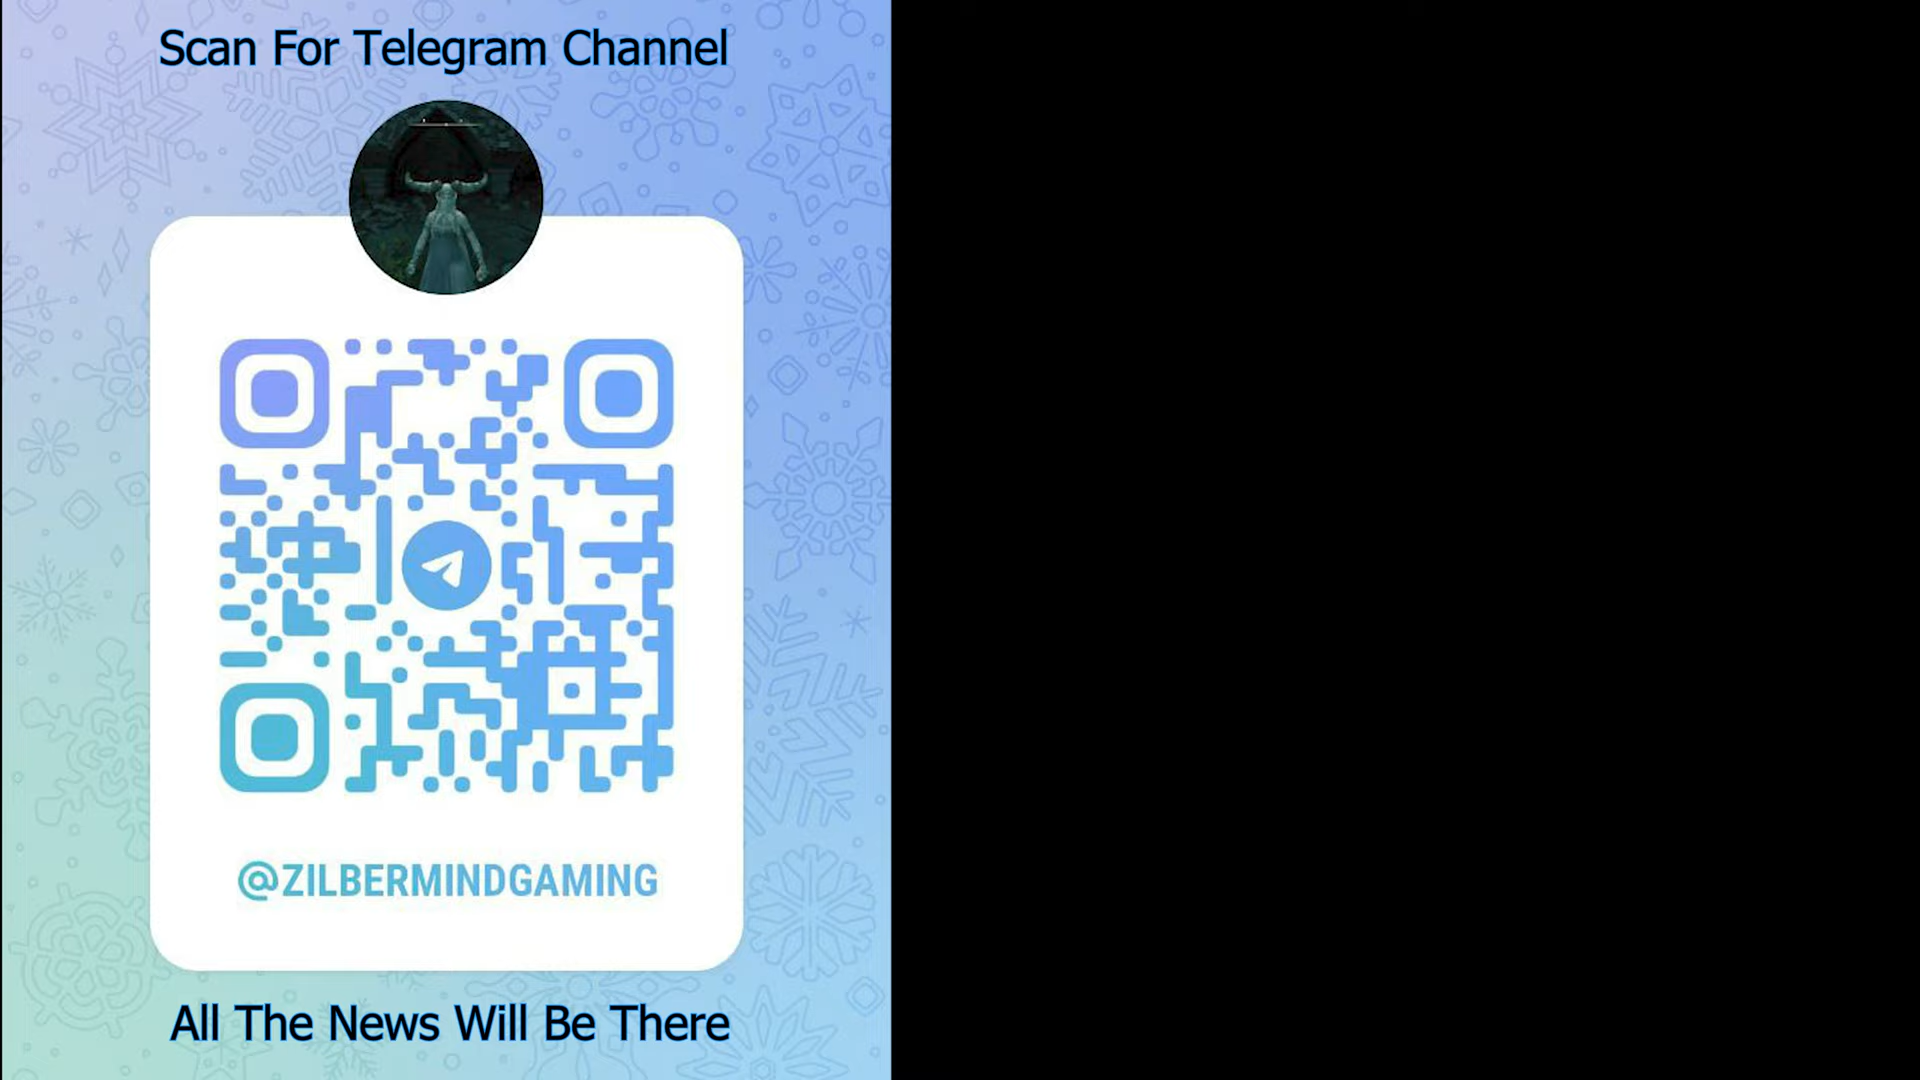 Scan For Telegram Channel
@ZILBERMINDGAMING
All The News Will Be There